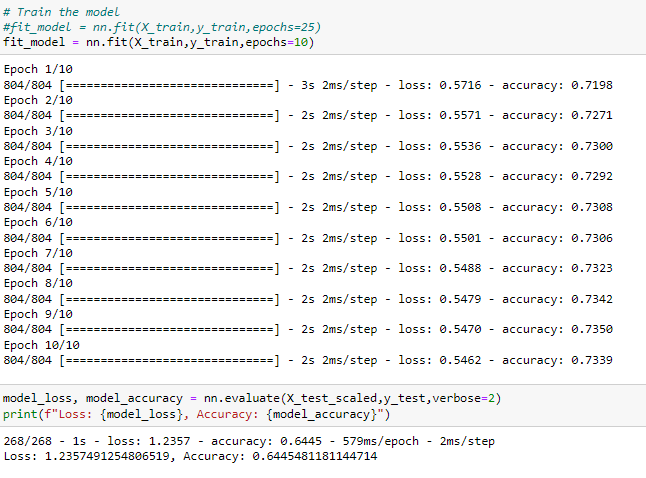 # Train the model
#fit_model = nn.fit(X_train,y_train,epochs=25)
fit_model = nn.fit(X_train,y_train,epochs=10)
Epoch 1/10
804/804 [==============================] - 3s 2ms/step - loss: 0.5716 - accuracy: 0.7198
Epoch 2/10
804/804 [==============================] - 2s 2ms/step - loss: 0.5571 - accuracy: 0.7271
Epoch 3/10
804/804 [==============================] - 2s 2ms/step - loss: 0.5536 - accuracy: 0.7300
Epoch 4/10
804/804 [==============================] - 2s 2ms/step - loss: 0.5528 - accuracy: 0.7292
Epoch 5/10
804/804 [==============================] - 2s 2ms/step - loss: 0.5508 - accuracy: 0.7308
Epoch 6/10
804/804 [==============================] - 2s 2ms/step - loss: 0.5501 - accuracy: 0.7306
Epoch 7/10
804/804 [==============================] - 2s 2ms/step - loss: 0.5488 - accuracy: 0.7323
Epoch 8/10
804/804 [==============================] - 2s 2ms/step - loss: 0.5479 - accuracy: 0.7342
Epoch 9/10
804/804 [==============================] - 2s 2ms/step - loss: 0.5470 - accuracy: 0.7350
Epoch 10/10
804/804 [==============================] - 2s 2ms/step - loss: 0.5462 - accuracy: 0.7339
model_loss, model_accuracy = nn.evaluate(X_test_scaled,y_test,verbose=2)
print(f"Loss: {model_loss}, Accuracy: {model_accuracy}")
268/268 - 1s - loss: 1.2357 - accuracy: 0.6445 - 579ms/epoch - 2ms/step
Loss: 1.2357491254806519, Accuracy: 0.6445481181144714